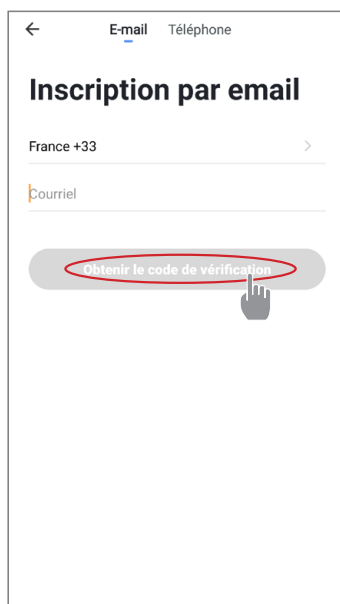 E-mail Téléphone
Inscription par email
France +33
Courriel
Obtenir le code de vérification